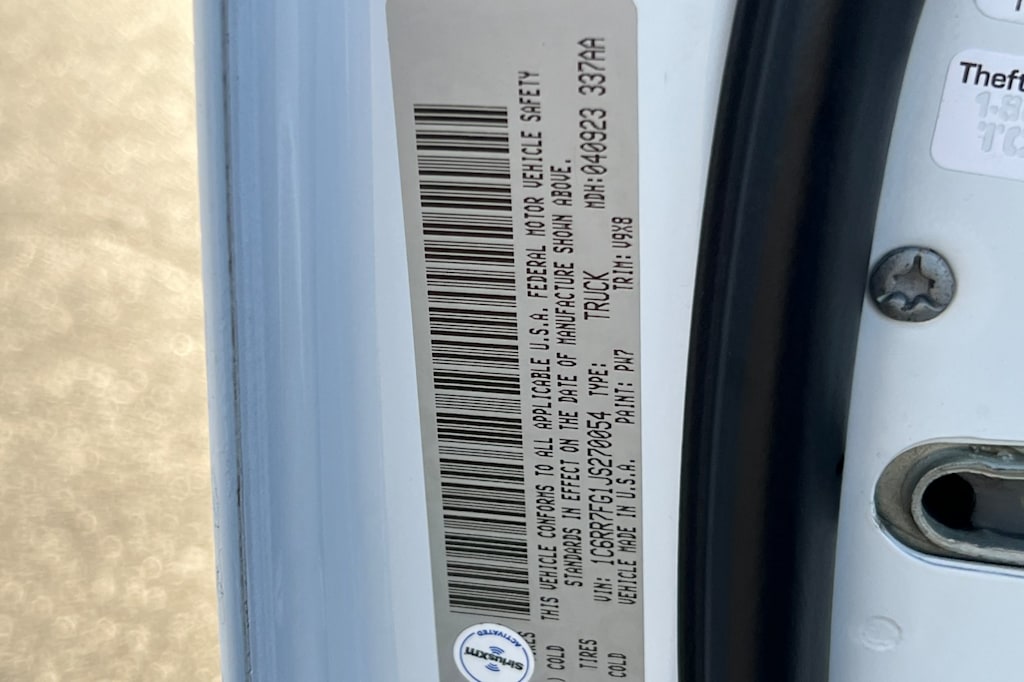 THIS VEHICLE CONFORMS TO ALL APPLICABLE U.S.A. FEDERAL MOTOR VEHICLE SAFETY
STANDARDS IN EFFECT ON THE DATE OF MANUFACTURE SHOWN ABOVE.
VIN: 1C6RR7FG1JS270054 TYPE: TRUCK MDH:040923 337AA
VEHICLE MADE IN U.S.A. PAINT: PW7 TRIM: V9X8
COLD
TIRES
COLD
SiriusXM
ACTIVATED
Theft